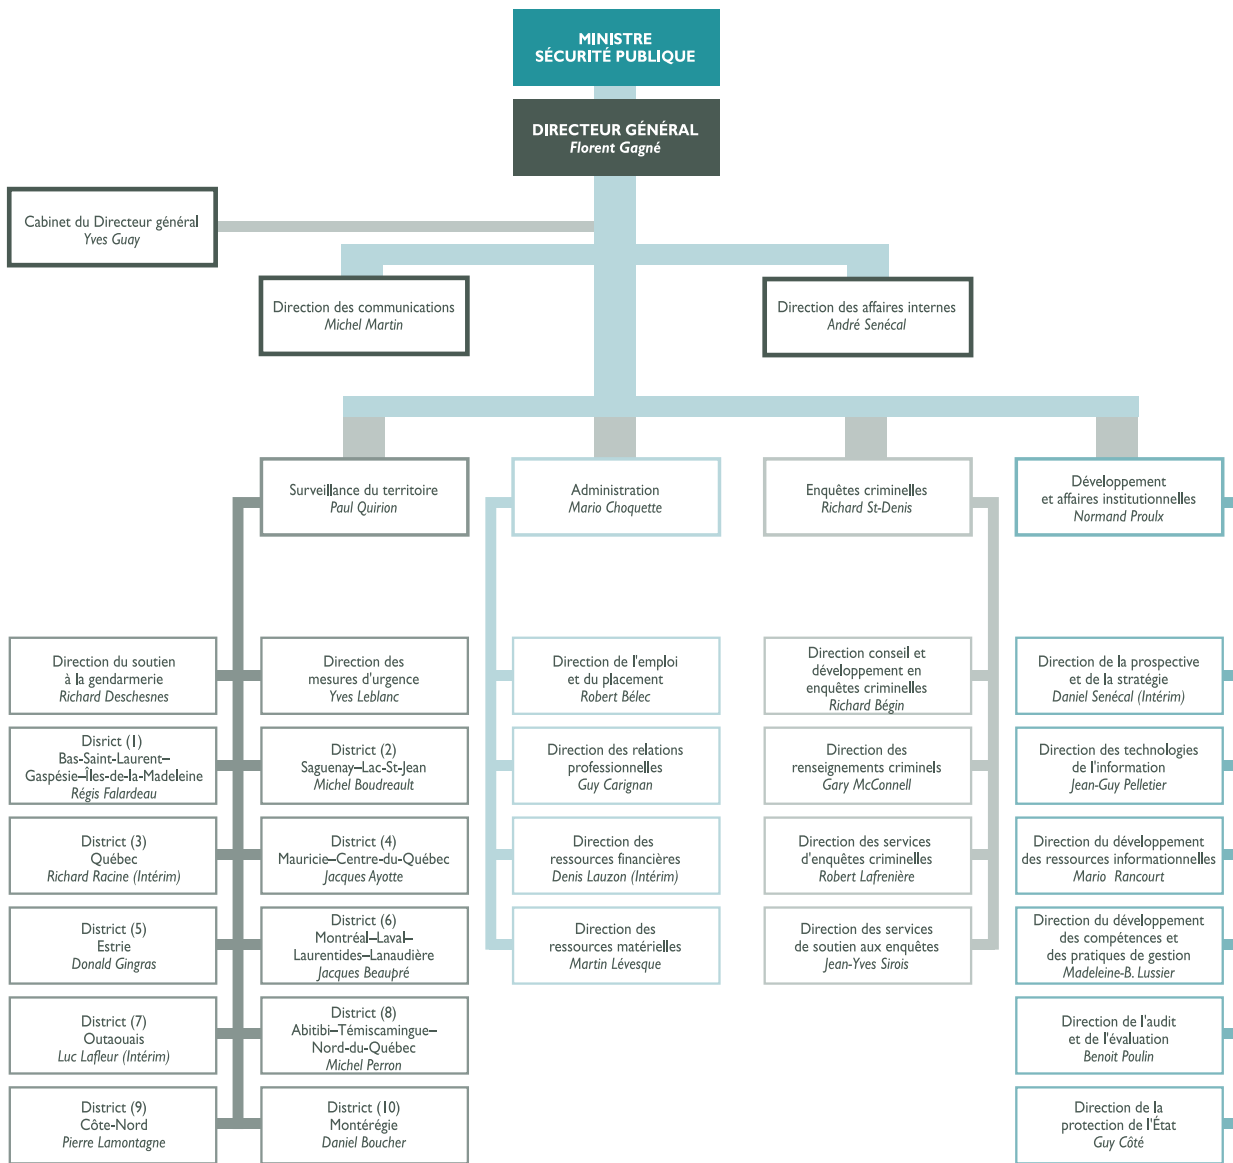 MINISTRE
SÉCURITÉ PUBLIQUE
DIRECTEUR GÉNÉRAL
Florent Gagné
Cabinet du Directeur général
Yves Guay
Direction des communications
Michel Martin
Direction des affaires internes
André Senécal
Surveillance du territoire
Paul Quirion
Administration
Mario Choquette
Enquêtes criminelles
Richard St-Denis
Développement
et affaires institutionnelles
Normand Proulx
Direction du soutien
à la gendarmerie
Richard Deschesnes
Direction des
mesures d'urgence
Yves Leblanc
Direction de l'emploi
et du placement
Robert Bélec
Direction conseil et
développement en
enquêtes criminelles
Richard Bégin
Direction de la prospective
et de la stratégie
Daniel Senécal (Intérim)
Disrict (1)
Bas-Saint-Laurent–
Gaspésie–Îles-de-la-Madeleine
Régis Falardeau
District (2)
Saguenay–Lac-St-Jean
Michel Boudreault
Direction des relations
professionnelles
Guy Carignan
Direction des
renseignements criminels
Gary McConnell
Direction des technologies
de l'information
Jean-Guy Pelletier
District (3)
Québec
Richard Racine (Intérim)
District (4)
Mauricie–Centre-du-Québec
Jacques Ayotte
Direction des
ressources financières
Denis Lauzon (Intérim)
Direction des services
d'enquêtes criminelles
Robert Lafrenière
Direction du développement
des ressources informationnelles
Mario Rancourt
District (5)
Estrie
Donald Gingras
District (6)
Montréal–Laval–
Laurentides–Lanaudière
Jacques Beaupré
Direction des
ressources matérielles
Martin Lévesque
Direction des services
de soutien aux enquêtes
Jean-Yves Sirois
Direction du développement
des compétences et
des pratiques de gestion
Madeleine-B. Lussier
District (7)
Outaouais
Luc Lafleur (Intérim)
District (8)
Abitibi–Témiscamingue–
Nord-du-Québec
Michel Perron
Direction de l'audit
et de l'évaluation
Benoit Poulin
District (9)
Côte-Nord
Pierre Lamontagne
District (10)
Montérégie
Daniel Boucher
Direction de la
protection de l'État
Guy Côté